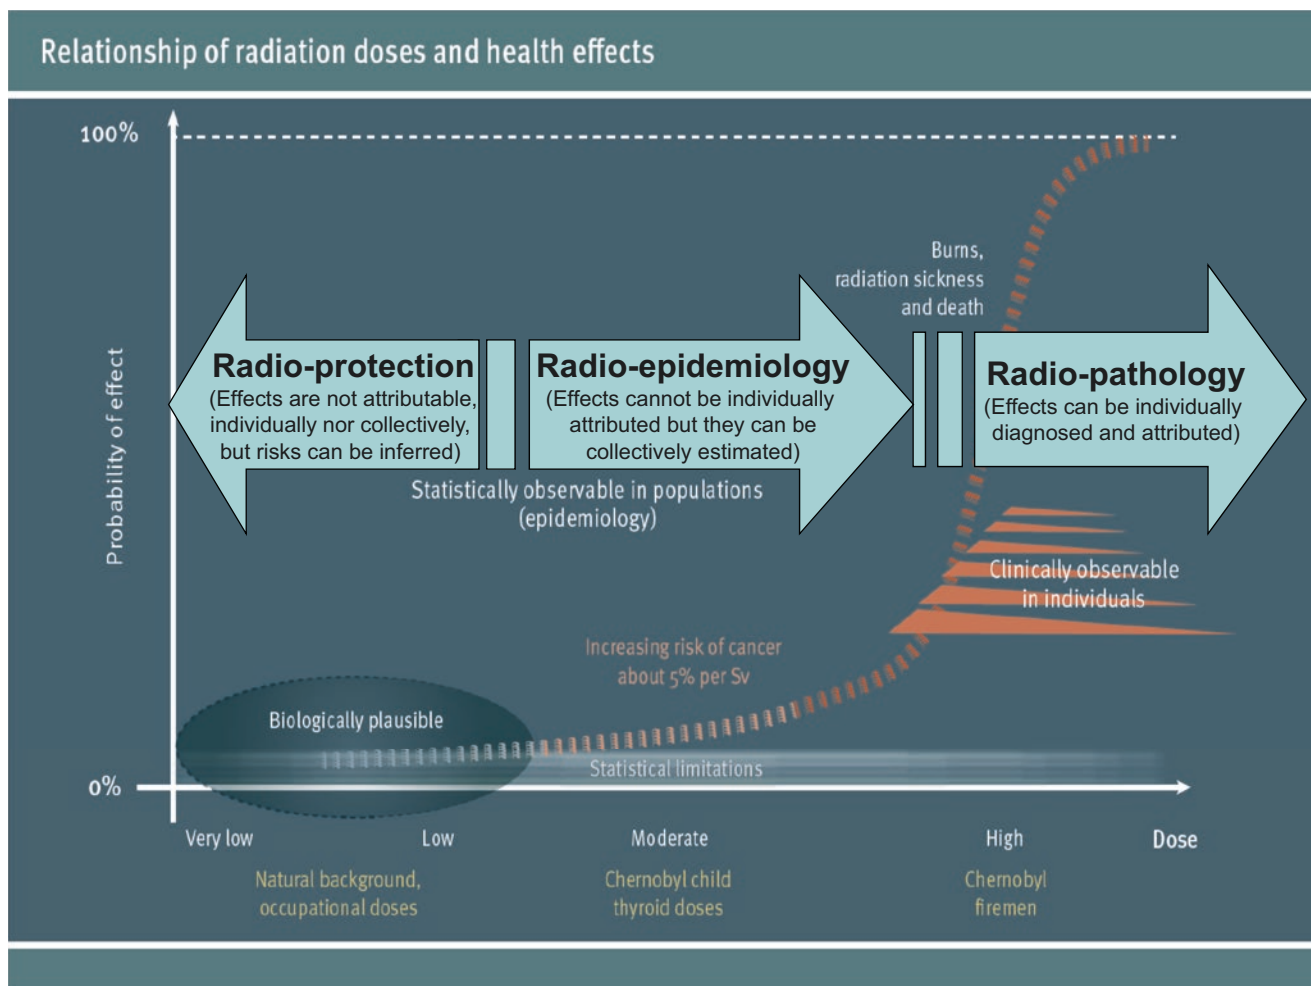 Relationship of radiation doses and health effects
100%
Burns,
radiation sickness
and death
Probability of effect
Radio-protection
(Effects are not attributable,
individually nor collectively,
but risks can be inferred)
Radio-epidemiology
(Effects cannot be individually
attributed but they can be
collectively estimated)
Radio-pathology
(Effects can be individually
diagnosed and attributed)
Statistically observable in populations
(epidemiology)
Clinically observable
in individuals
Increasing risk of cancer
about 5% per Sv
Biologically plausible
Statistical limitations
0%
Very low
Low
Moderate
High
Dose
Natural background,
occupational doses
Chernobyl child
thyroid doses
Chernobyl
firemen